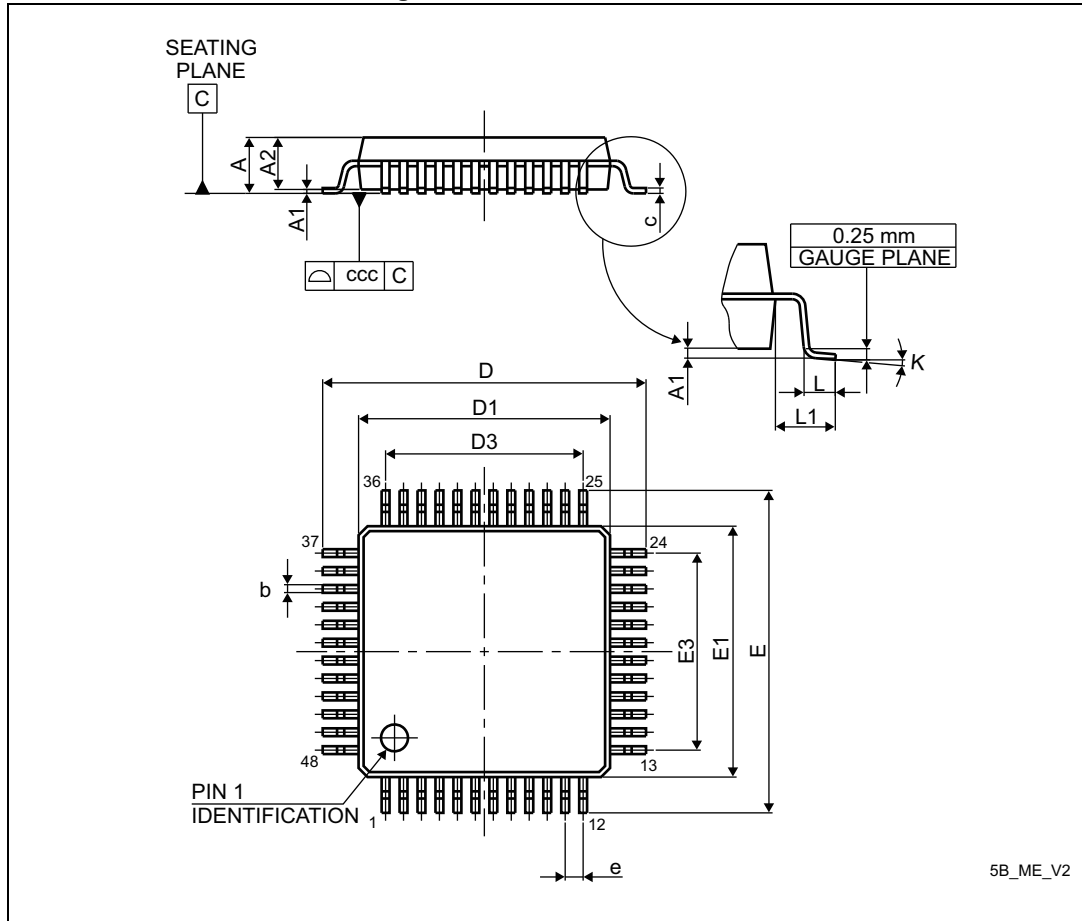 SEATING
PLANE
C
A
A2
A1
c
ccc C
0.25 mm
GAUGE PLANE
A1
K
L
L1
D
D1
D3
36
25
37
24
b
E3
E1
E
48
13
PIN 1
IDENTIFICATION
1
12
e
5B_ME_V2